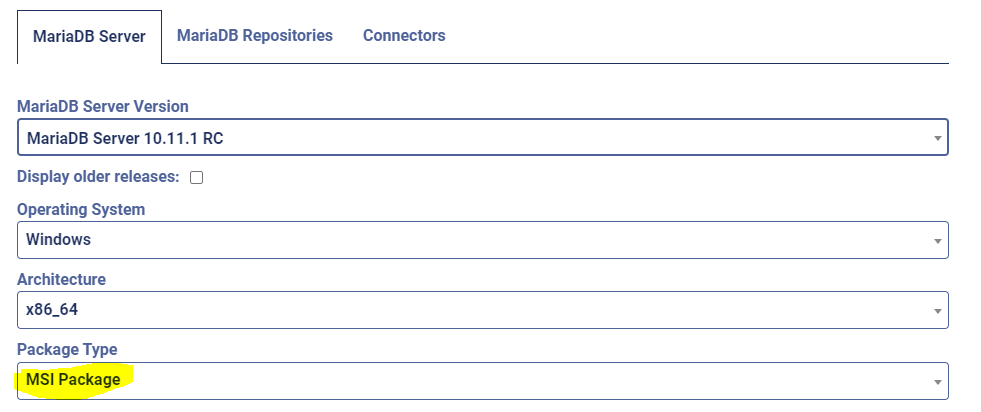 MariaDB Server MariaDB Repositories Connectors
MariaDB Server Version
MariaDB Server 10.11.1 RC
Display older releases:
Operating System
Windows
Architecture
x86_64
Package Type
MSI Package